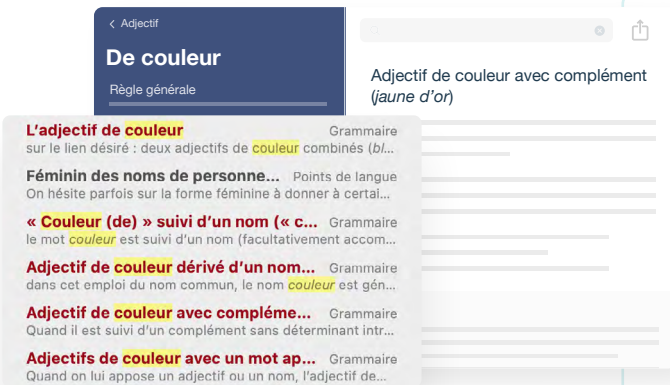 Adjectif
De couleur
Règle générale
Adjectif de couleur avec complément
(jaune d’or)
L’adjectif de couleur Grammaire
sur le lien désiré : deux adjectifs de couleur combinés (bl...
Féminin des noms de personne... Points de langue
On hésite parfois sur la forme féminine à donner à certai...
« Couleur (de) » suivi d’un nom (« c... Grammaire
le mot couleur est suivi d’un nom (facultativement accom...
Adjectif de couleur dérivé d’un nom... Grammaire
dans cet emploi du nom commun, le nom couleur est gén...
Adjectif de couleur avec compléme... Grammaire
Quand il est suivi d’un complément sans déterminant intr...
Adjectifs de couleur avec un mot ap... Grammaire
Quand on lui appose un adjectif ou un nom, l’adjectif de...